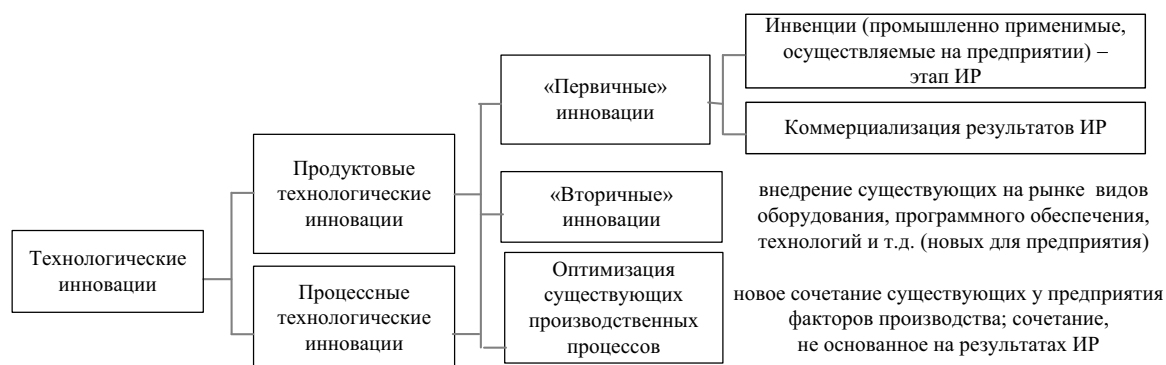 Инвенции (промышленно применимые,
осуществляемые на предприятии) –
этап ИР
«Первичные»
инновации
Коммерциализация результатов ИР
Продуктовые
технологические
инновации
«Вторичные»
инновации
внедрение существующих на рынке видов
оборудования, программного обеспечения,
технологий и т.д. (новых для предприятия)
Технологические
инновации
Процессные
технологические
инновации
Оптимизация
существующих
производственных
процессов
новое сочетание существующих у предприятия
факторов производства; сочетание,
не основанное на результатах ИР